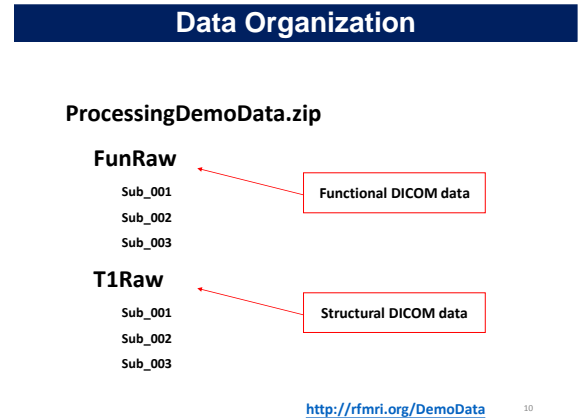 Data Organization
ProcessingDemoData.zip
FunRaw
Sub_001
Functional DICOM data
Sub_002
Sub_003
T1Raw
Sub_001
Structural DICOM data
Sub_002
Sub_003
http://rfmri.org/DemoData
10